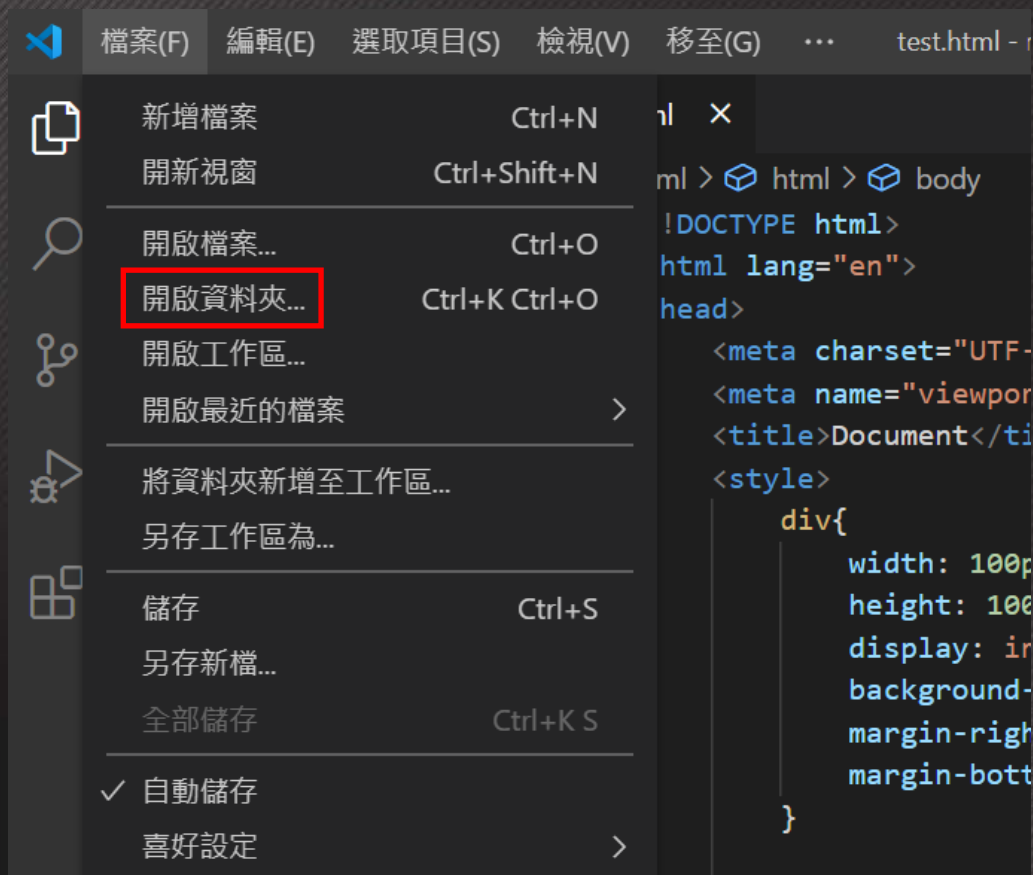 檔案(F) 編輯(E) 選取項目(S) 檢視(V) 移至(G) ... test.html -
新增檔案 Ctrl+N
開新視窗 Ctrl+Shift+N
開啟檔案... Ctrl+O
開啟資料夾... Ctrl+K Ctrl+O
開啟工作區...
開啟最近的檔案 >
將資料夾新增至工作區...
另存工作區為...
儲存 Ctrl+S
另存新檔...
全部儲存 Ctrl+K S
✓ 自動儲存
喜好設定 >
ml ×
ml > html > body
!DOCTYPE html>
html lang="en">
head>
<meta charset="UTF-
<meta name="viewpor
<title>Document</ti
<style>
div{
width: 100p
height: 100
display: in
background-
margin-righ
margin-bott
}